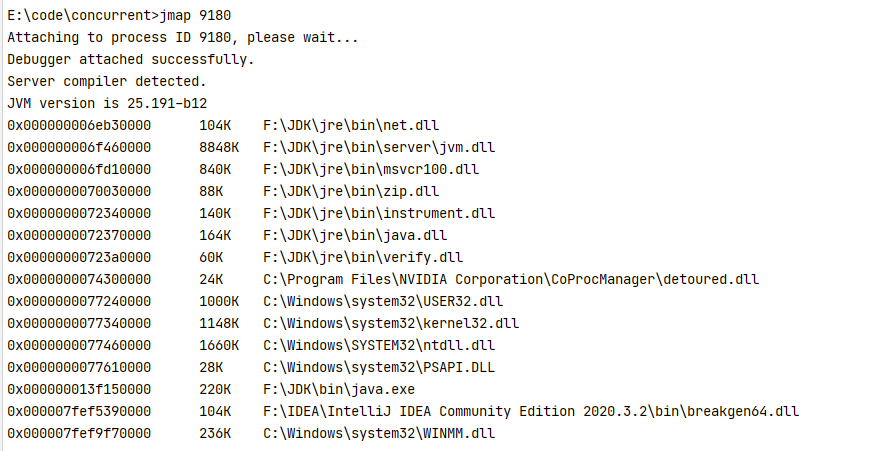 E:\code\concurrent>jmap 9180
Attaching to process ID 9180, please wait...
Debugger attached successfully.
Server compiler detected.
JVM version is 25.191-b12
0x000000006eb30000      104K    F:\JDK\jre\bin\net.dll
0x000000006f460000      8848K   F:\JDK\jre\bin\server\jvm.dll
0x000000006fd10000      840K    F:\JDK\jre\bin\msvcr100.dll
0x0000000070030000      88K     F:\JDK\jre\bin\zip.dll
0x0000000072340000      140K    F:\JDK\jre\bin\instrument.dll
0x0000000072370000      164K    F:\JDK\jre\bin\java.dll
0x00000000723a0000      60K     F:\JDK\jre\bin\verify.dll
0x0000000074300000      24K     C:\Program Files\NVIDIA Corporation\CoProcManager\detoured.dll
0x0000000077240000      1000K   C:\Windows\system32\USER32.dll
0x0000000077340000      1148K   C:\Windows\system32\kernel32.dll
0x0000000077460000      1660K   C:\Windows\SYSTEM32\ntdll.dll
0x0000000077610000      28K     C:\Windows\system32\PSAPI.DLL
0x000000013f150000      220K    F:\JDK\bin\java.exe
0x000007fef5390000      104K    F:\IDEA\IntelliJ IDEA Community Edition 2020.3.2\bin\breakgen64.dll
0x000007fef9f70000      236K    C:\Windows\system32\WINMM.dll